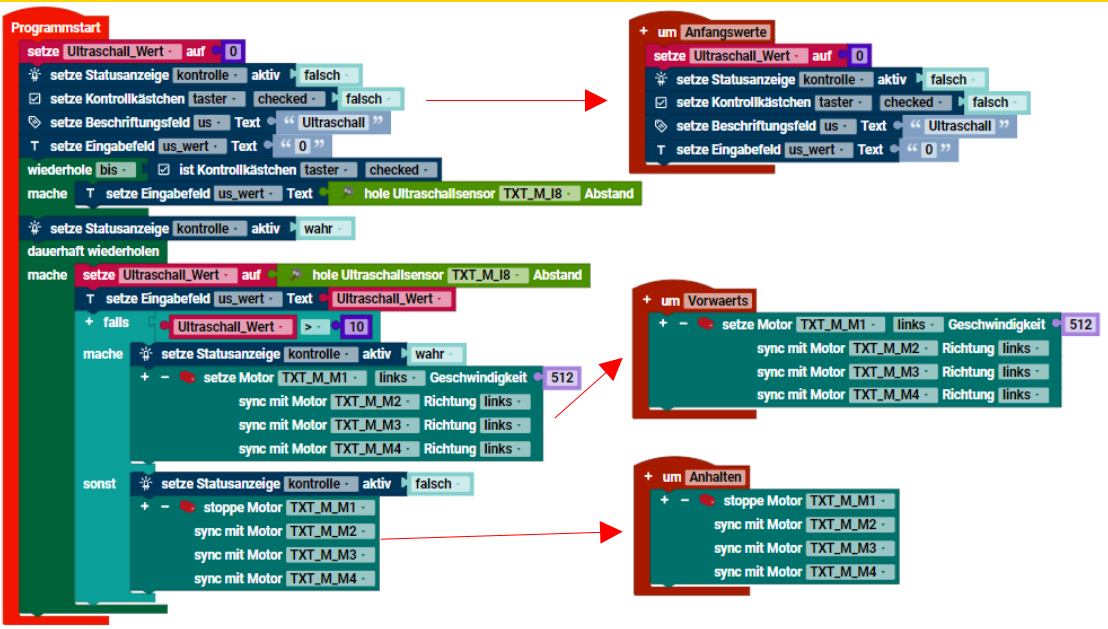 Programmstart
setze Ultraschall_Wert auf 0
setze Statusanzeige kontrolle aktiv falsch
setze Kontrollkästchen taster checked falsch
setze Beschriftungsfeld us Text “ Ultraschall ”
setze Eingabefeld us_wert Text “ 0 ”
wiederhole bis ist Kontrollkästchen taster checked
mache setze Eingabefeld us_wert Text hole Ultraschallsensor TXT_M_I8 Abstand
setze Statusanzeige kontrolle aktiv wahr
dauerhaft wiederholen
mache setze Ultraschall_Wert auf hole Ultraschallsensor TXT_M_I8 Abstand
setze Eingabefeld us_wert Text Ultraschall_Wert
+ falls Ultraschall_Wert > 10
mache setze Statusanzeige kontrolle aktiv wahr
+ − setze Motor TXT_M_M1 links Geschwindigkeit 512
sync mit Motor TXT_M_M2 Richtung links
sync mit Motor TXT_M_M3 Richtung links
sync mit Motor TXT_M_M4 Richtung links
sonst setze Statusanzeige kontrolle aktiv falsch
+ − stoppe Motor TXT_M_M1
sync mit Motor TXT_M_M2
sync mit Motor TXT_M_M3
sync mit Motor TXT_M_M4
+ um Anfangswerte
setze Ultraschall_Wert auf 0
setze Statusanzeige kontrolle aktiv falsch
setze Kontrollkästchen taster checked falsch
setze Beschriftungsfeld us Text “ Ultraschall ”
setze Eingabefeld us_wert Text “ 0 ”
+ um Vorwaerts
+ − setze Motor TXT_M_M1 links Geschwindigkeit 512
sync mit Motor TXT_M_M2 Richtung links
sync mit Motor TXT_M_M3 Richtung links
sync mit Motor TXT_M_M4 Richtung links
+ um Anhalten
+ − stoppe Motor TXT_M_M1
sync mit Motor TXT_M_M2
sync mit Motor TXT_M_M3
sync mit Motor TXT_M_M4